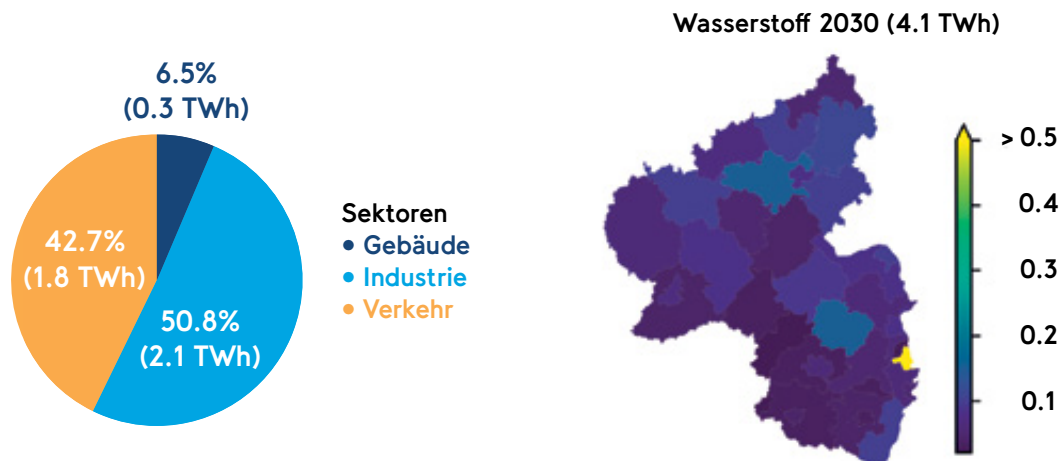 6.5%
(0.3 TWh)
42.7%
(1.8 TWh)
50.8%
(2.1 TWh)
Sektoren
Gebäude
Industrie
Verkehr
Wasserstoff 2030 (4.1 TWh)
> 0.5
0.4
0.3
0.2
0.1